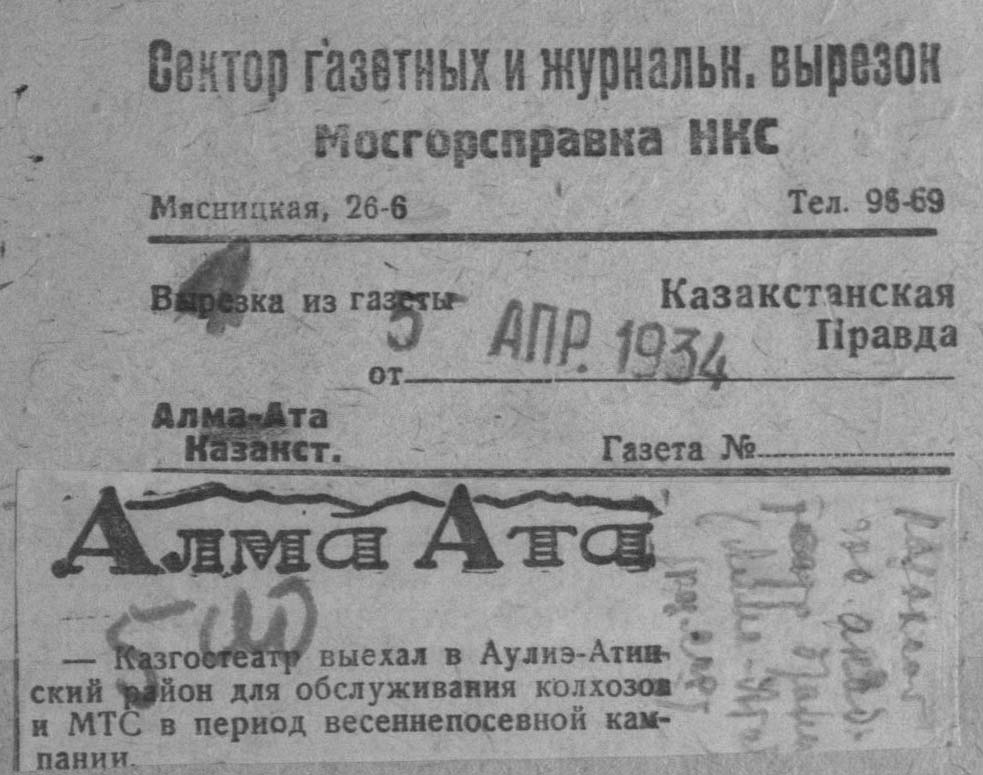 Сектор газетных и журнальн. вырезок
Мосгорсправка НКС
Мясницкая, 26-6
Тел. 96-69
Вырезка из газеты
Казакстанская
Правда
5 АПР. 1934
от
Алма-Ата
Казакст.
Газета №
Алма Ата
— Казгостеатр выехал в Аулиэ-Атин-
ский район для обслуживания колхозов
и МТС в период весеннепосевной кам-
пании.